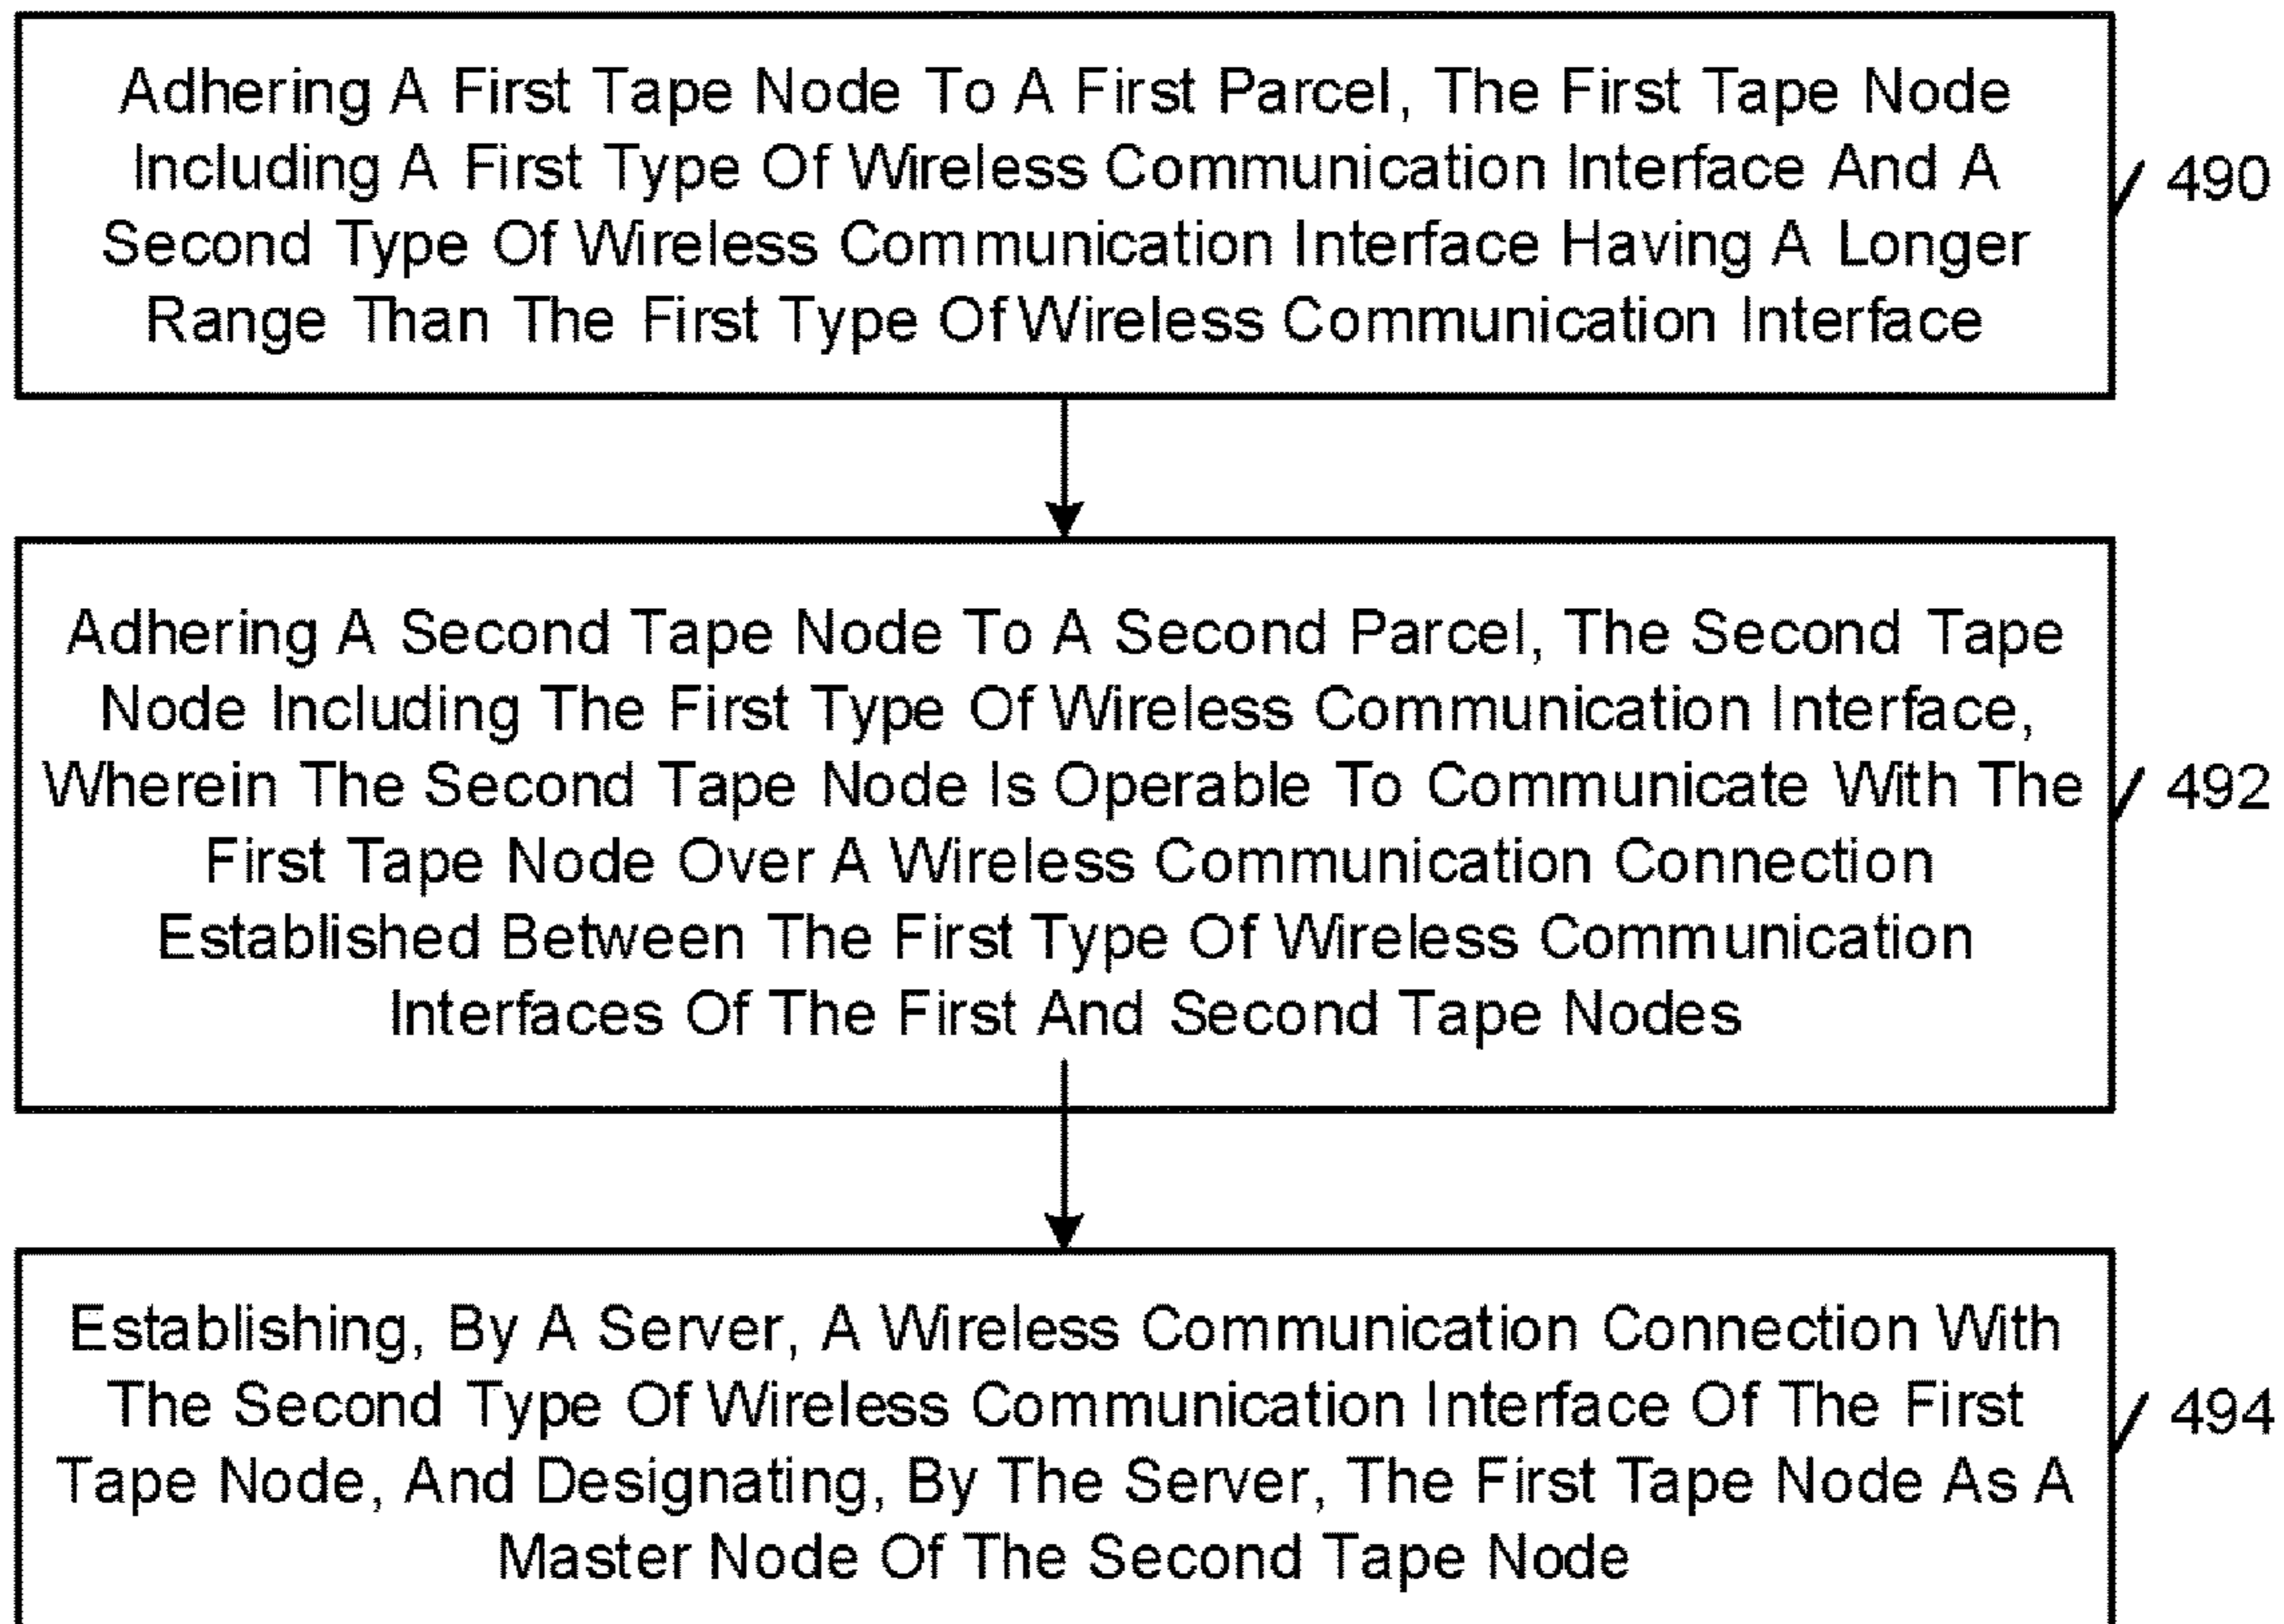 Adhering A First Tape Node To A First Parcel, The First Tape Node
Including A First Type Of Wireless Communication Interface And A
Second Type Of Wireless Communication Interface Having A Longer
Range Than The First Type Of Wireless Communication Interface
490
Adhering A Second Tape Node To A Second Parcel, The Second Tape
Node Including The First Type Of Wireless Communication Interface,
Wherein The Second Tape Node Is Operable To Communicate With The
First Tape Node Over A Wireless Communication Connection
Established Between The First Type Of Wireless Communication
Interfaces Of The First And Second Tape Nodes
492
Establishing, By A Server, A Wireless Communication Connection With
The Second Type Of Wireless Communication Interface Of The First
Tape Node, And Designating, By The Server, The First Tape Node As A
Master Node Of The Second Tape Node
494